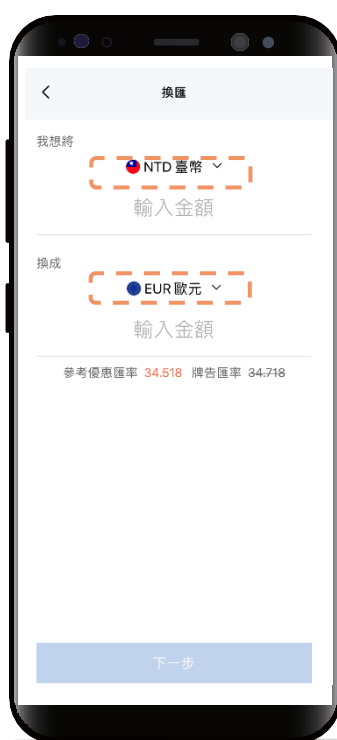 換匯
我想將
NTD 臺幣
輸入金額
換成
EUR 歐元
輸入金額
參考優惠匯率 34.518 牌告匯率 34.718
下一步